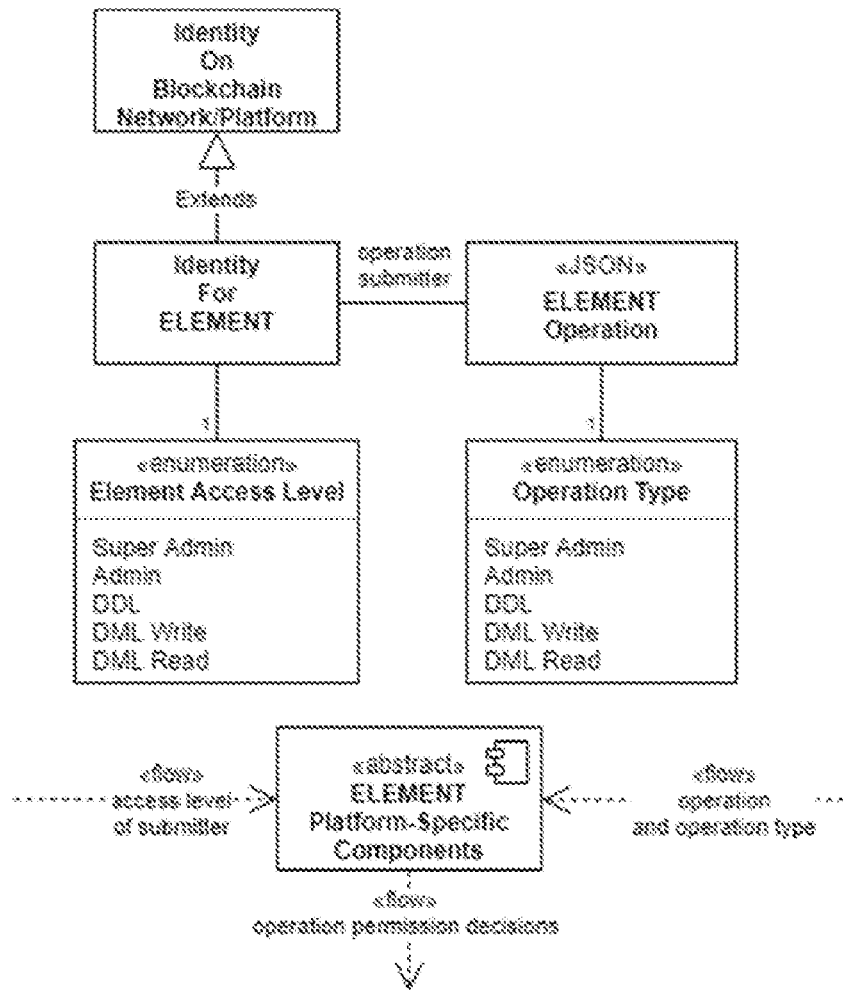 Identity
On
Blockchain
Network/Platform
Extends
Identity
For
ELEMENT
operation
submitter
«JSON»
ELEMENT
Operation
1
1
«enumeration»
Element Access Level
Super Admin
Admin
DDL
DML Write
DML Read
«enumeration»
Operation Type
Super Admin
Admin
DDL
DML Write
DML Read
«flow»
access level
of submitter
«abstract»
ELEMENT
Platform-Specific
Components
«flow»
operation
and operation type
«flow»
operation permission decisions